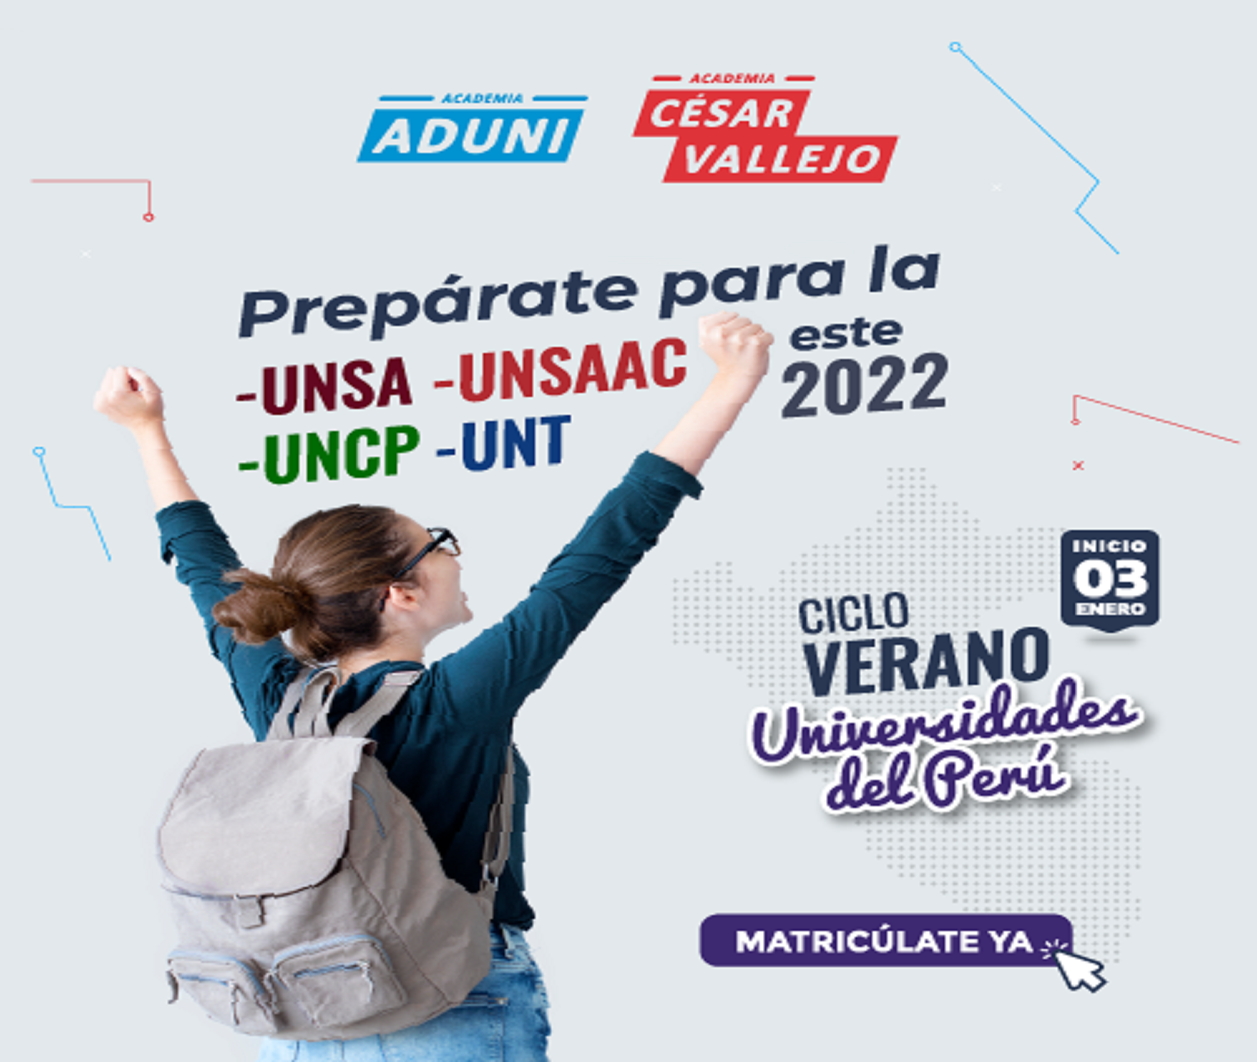 ACADEMIA
ADUNI
ACADEMIA
CÉSAR
VALLEJO
Prepárate para la
-UNSA -UNSAAC
-UNCP -UNT
este
2022
INICIO
03
ENERO
CICLO
VERANO
Universidades
del Perú
MATRICÚLATE YA